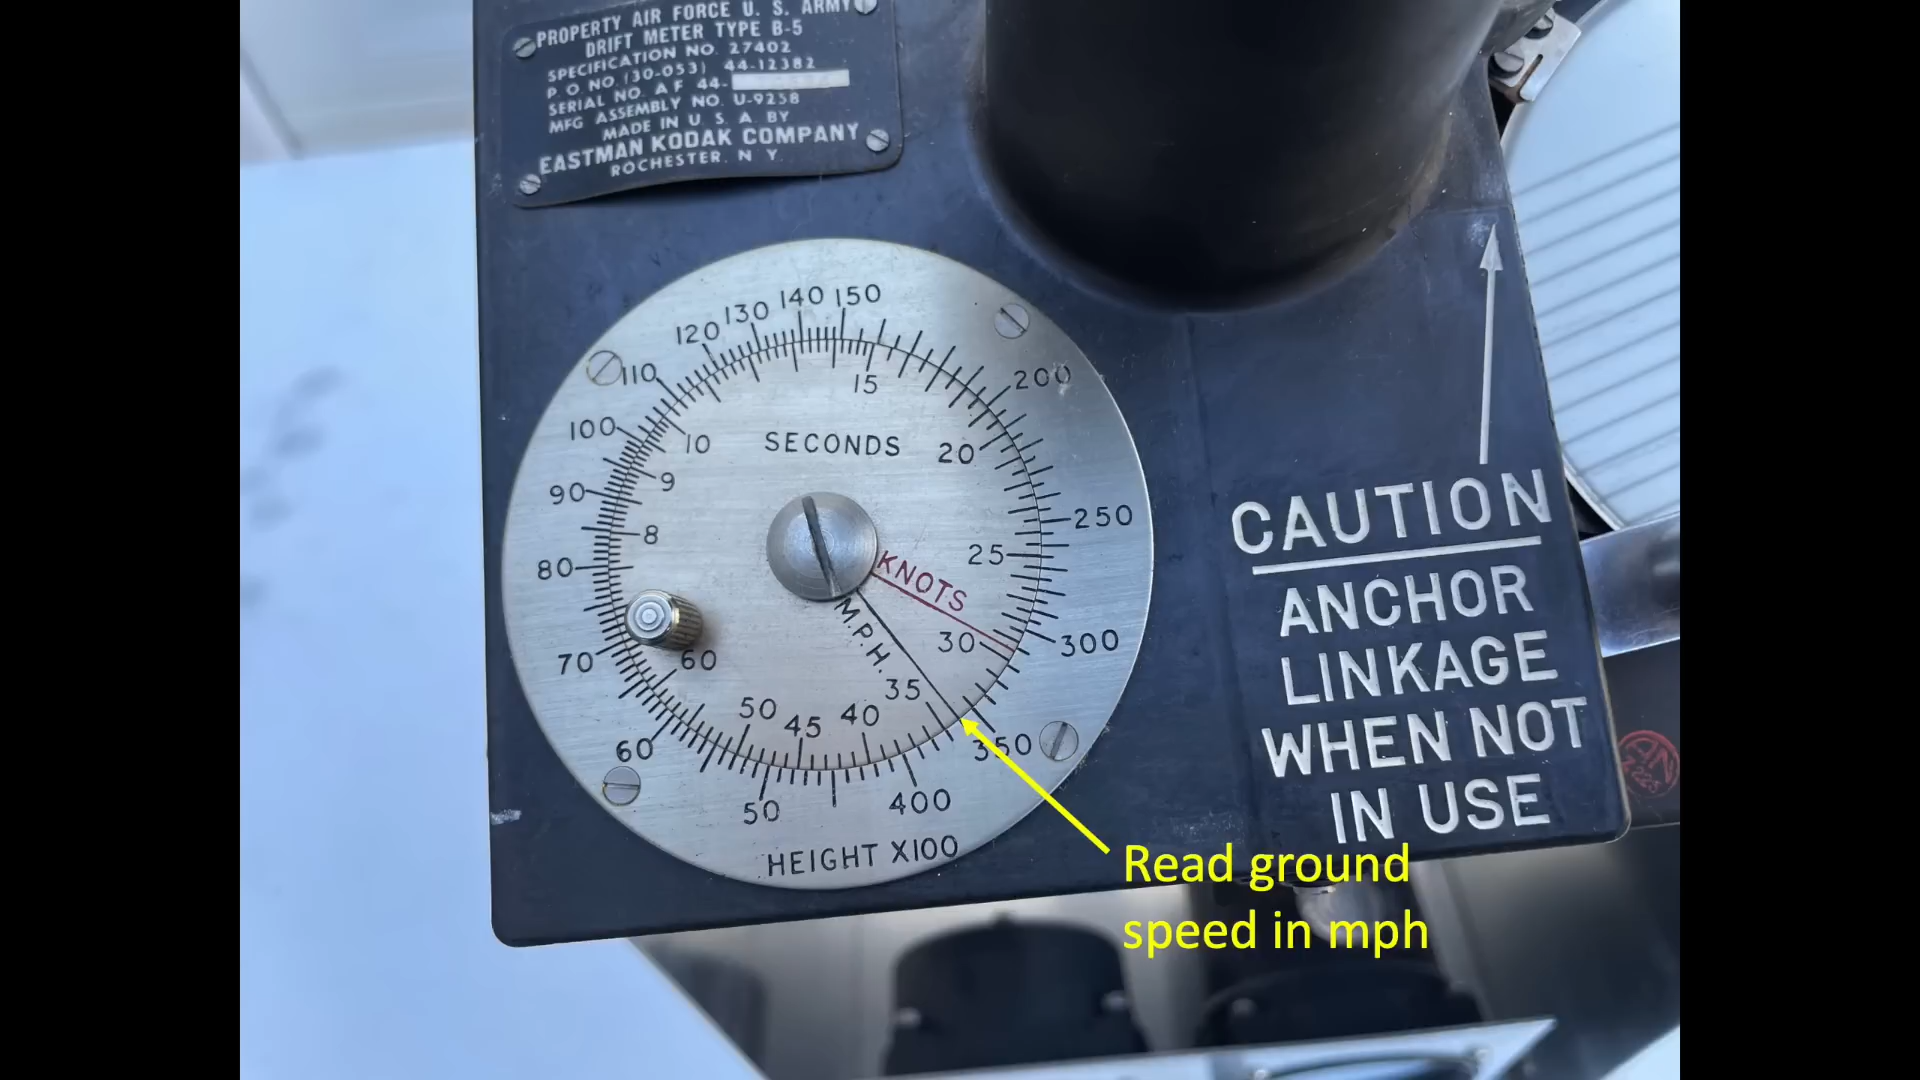 PROPERTY AIR FORCE U. S. ARMY
DRIFT METER TYPE B-5
SPECIFICATION NO. 27402
P O NO. (30-053) 44-12382
SERIAL NO. A F 44-
MFG ASSEMBLY NO. U-9258
MADE IN U. S. A. BY
EASTMAN KODAK COMPANY
ROCHESTER, N Y.
50
60
70
80
90
100
110
120
130
140
150
200
250
300
350
400
HEIGHT X100
SECONDS
8
9
10
15
20
25
30
35
40
45
50
60
KNOTS
M.P.H.
CAUTION
ANCHOR
LINKAGE
WHEN NOT
IN USE
Read ground
speed in mph